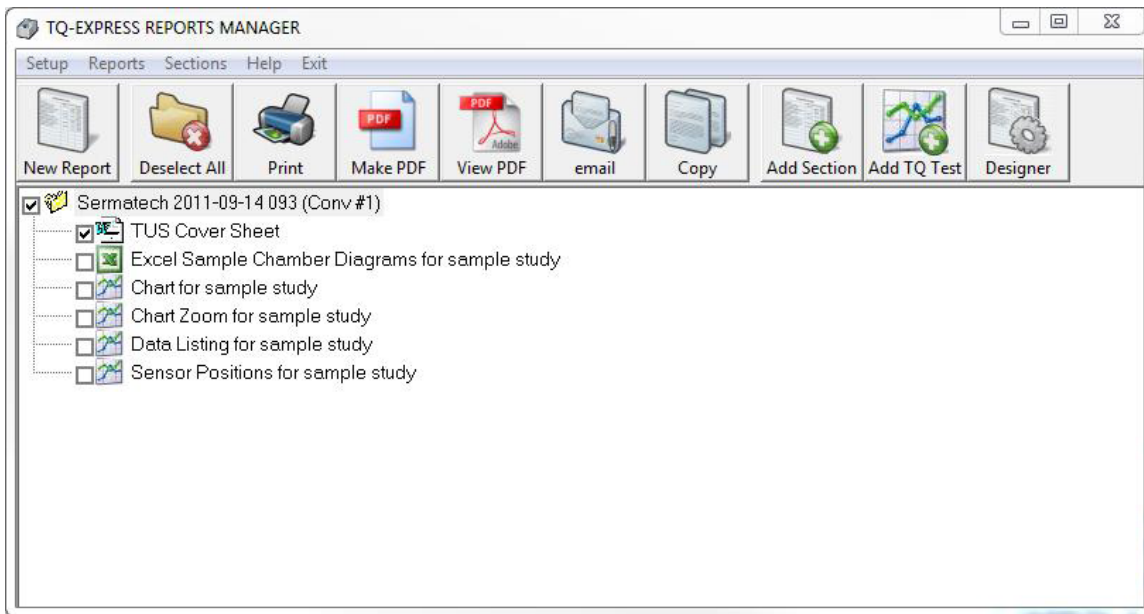 TQ-EXPRESS REPORTS MANAGER
Setup Reports Sections Help Exit
PDF PDF Adobe
New Report Deselect All Print Make PDF View PDF email Copy Add Section Add TQ Test Designer
Sermatech 2011-09-14 093 (Conv #1)
TUS Cover Sheet
Excel Sample Chamber Diagrams for sample study
Chart for sample study
Chart Zoom for sample study
Data Listing for sample study
Sensor Positions for sample study